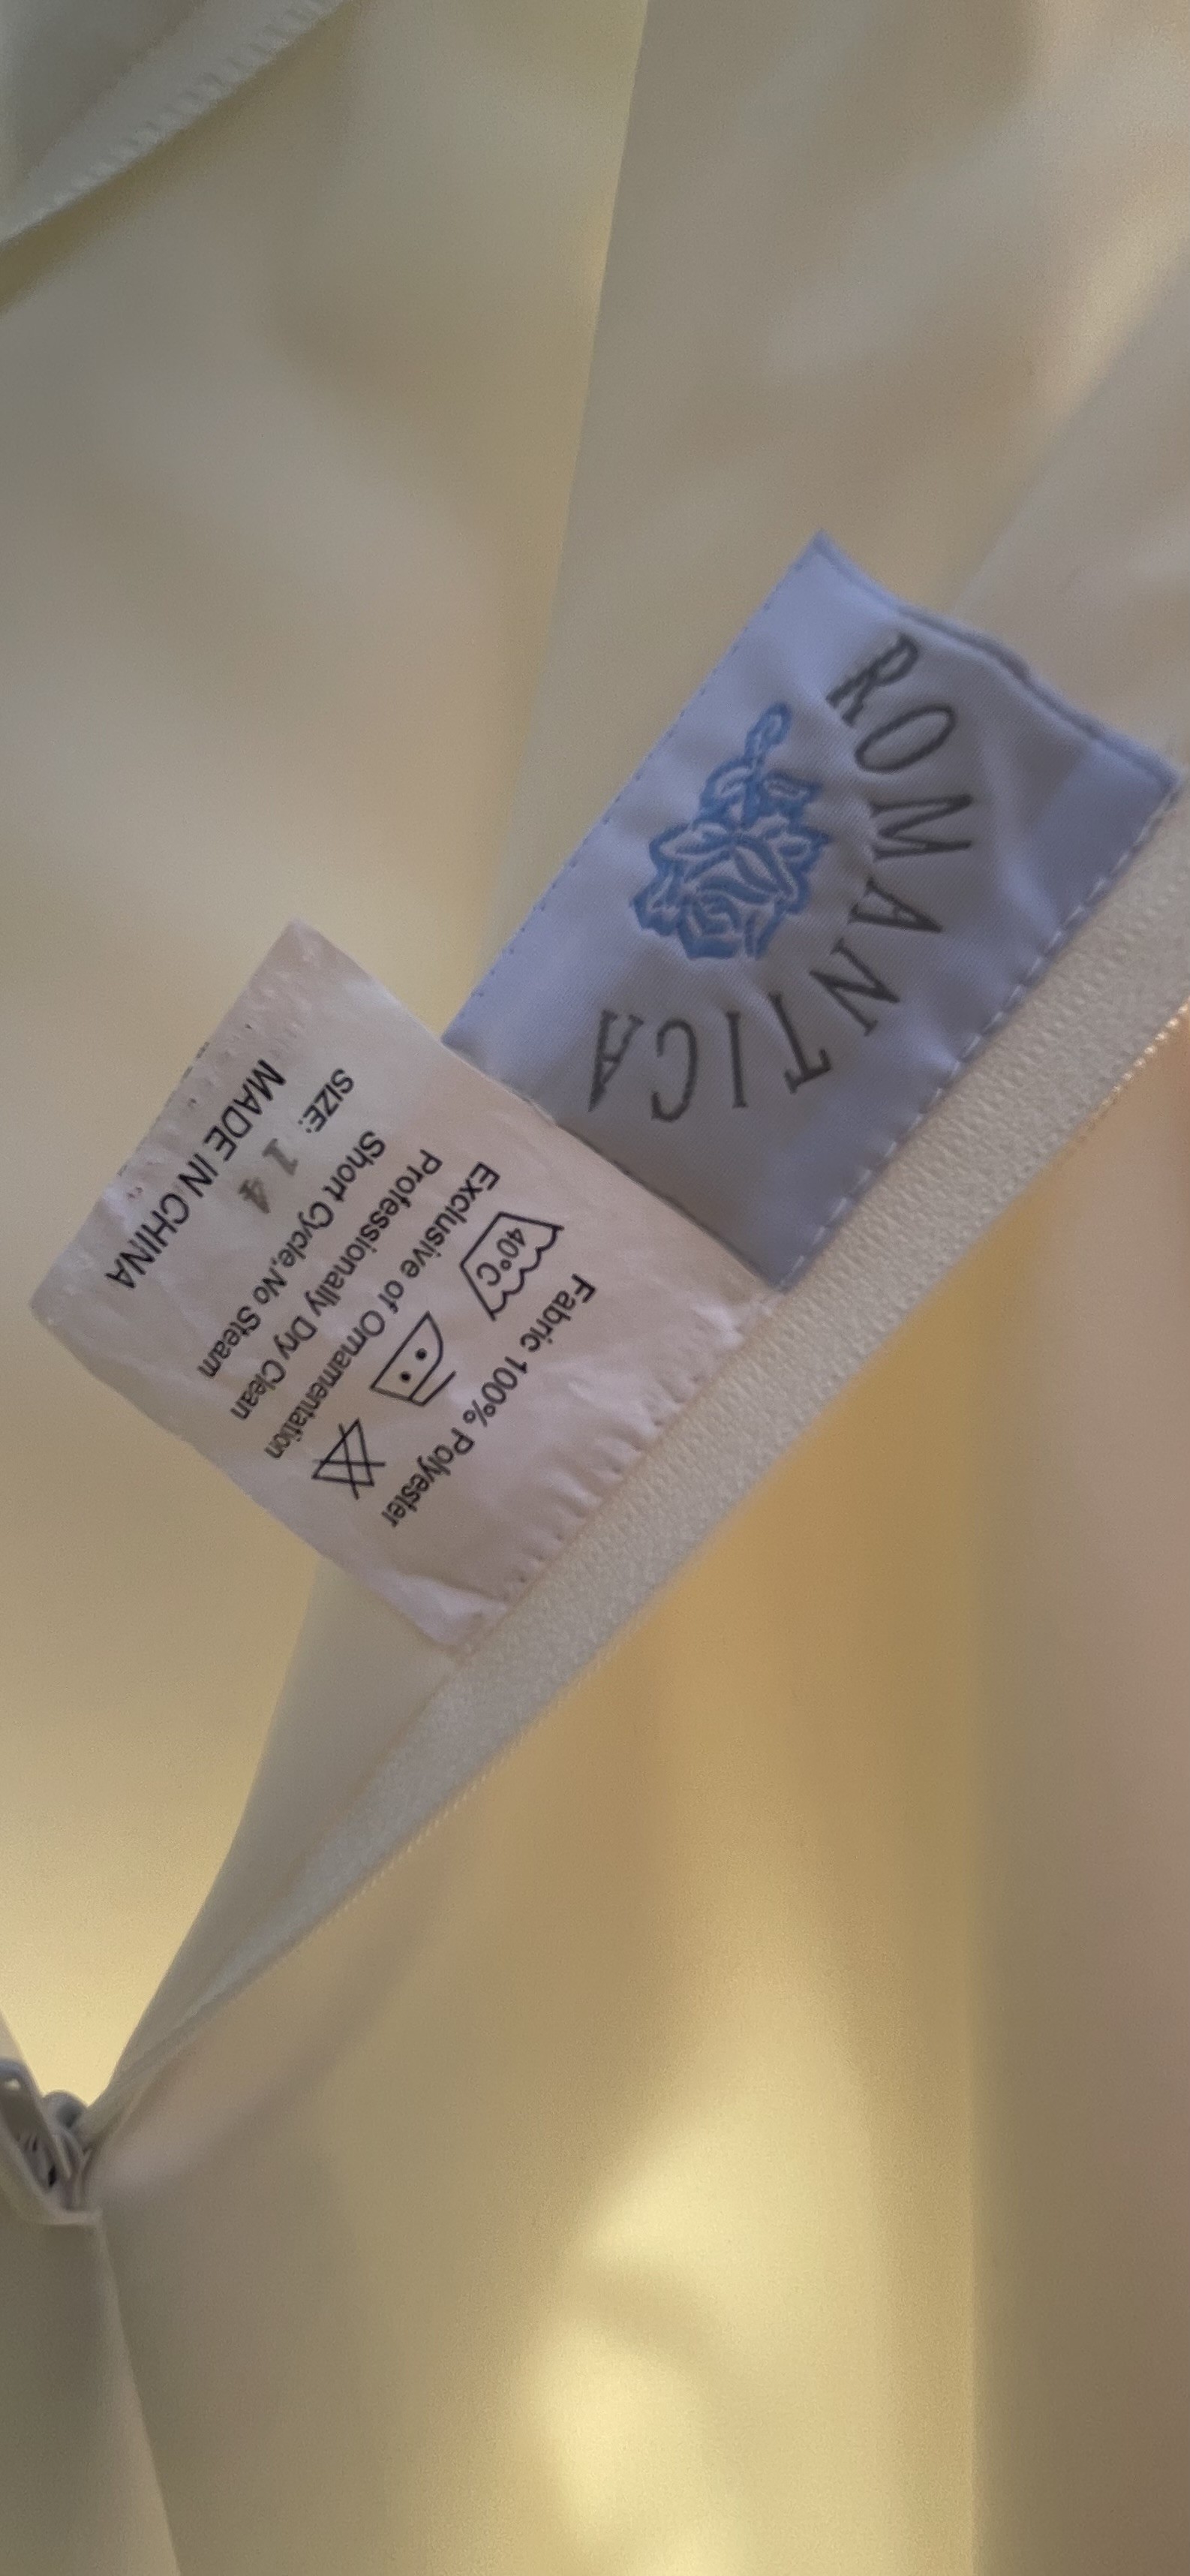 ROMANTICA
Fabric 100% Polyester
40°C
Exclusive of Ornamentation
Professionally Dry Clean
Short Cycle,No Steam
SIZE: 14
MADE IN CHINA